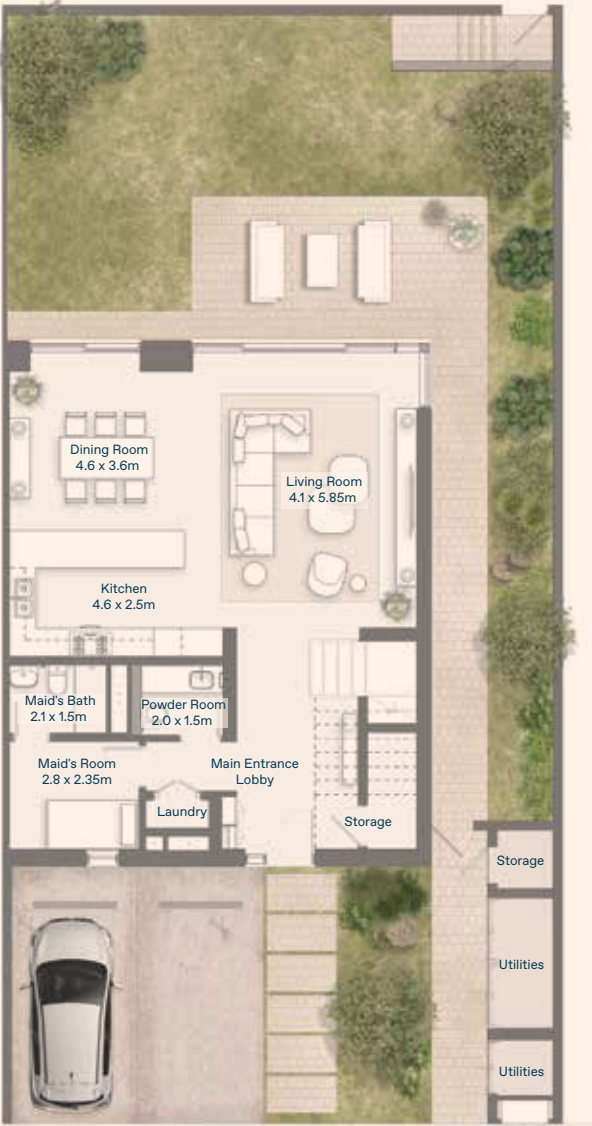 Dining Room
4.6 x 3.6m
Living Room
4.1 x 5.85m
Kitchen
4.6 x 2.5m
Maid's Bath
2.1 x 1.5m
Powder Room
2.0 x 1.5m
Maid's Room
2.8 x 2.35m
Main Entrance
Lobby
Laundry
Storage
Storage
Utilities
Utilities